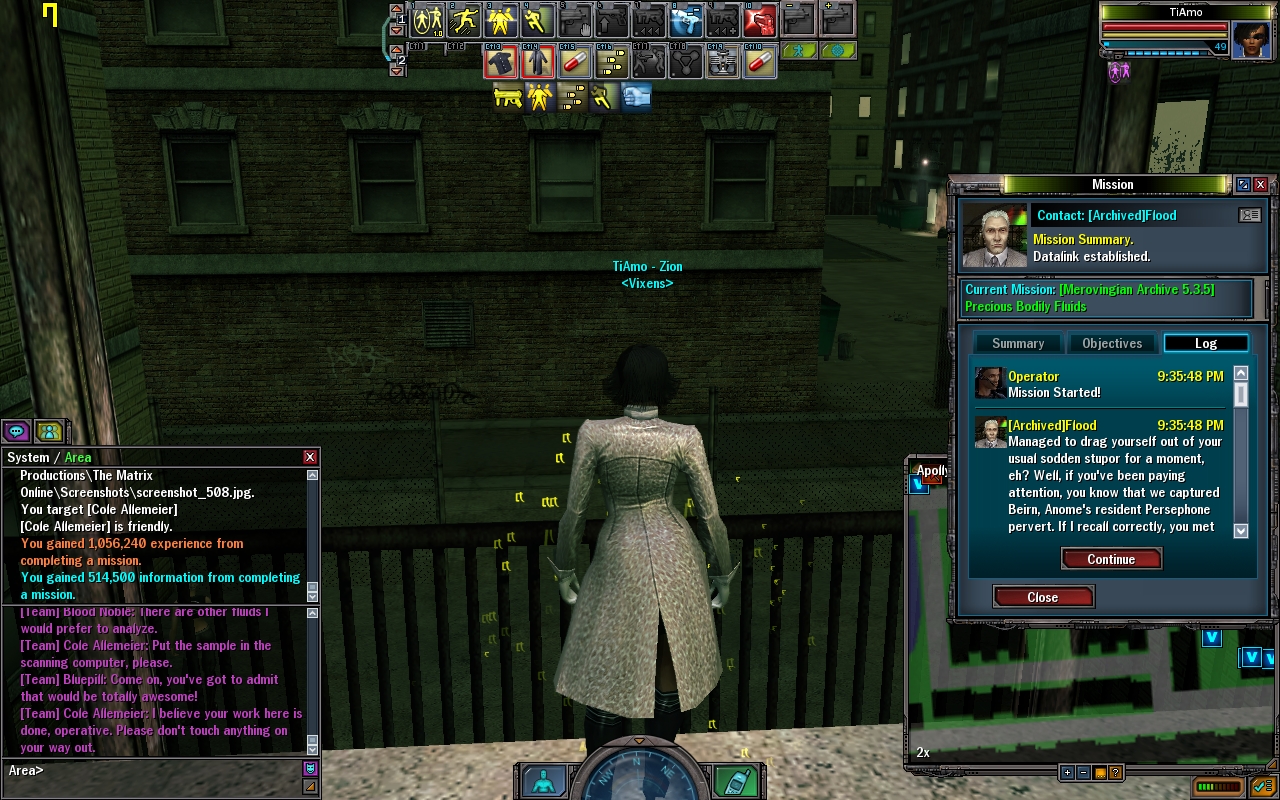 TiAmo
49
1
2
1.0
TiAmo - Zion
<Vixens>
Mission
Contact: [Archived]Flood
Mission Summary.
Datalink established.
Current Mission: [Merovingian Archive 5.3.5]
Precious Bodily Fluids
Summary
Objectives
Log
Operator 9:35:48 PM
Mission Started!
[Archived]Flood 9:35:48 PM
Managed to drag yourself out of your
usual sodden stupor for a moment,
eh? Well, if you've been paying
attention, you know that we captured
Beirn, Anome's resident Persephone
pervert. If I recall correctly, you met
Continue
Close
System / Area
Productions\The Matrix
Online\Screenshots\screenshot_508.jpg.
You target [Cole Allemeier]
[Cole Allemeier] is friendly.
You gained 1,056,240 experience from
completing a mission.
You gained 514,500 information from completing
a mission.
[Team] Blood Noble: There are other fluids I
would prefer to analyze.
[Team] Cole Allemeier: Put the sample in the
scanning computer, please.
[Team] Bluepill: Come on, you've got to admit
that would be totally awesome!
[Team] Cole Allemeier: I believe your work here is
done, operative. Please don't touch anything on
your way out.
Area>
Apolly
2x
NW
N
NE